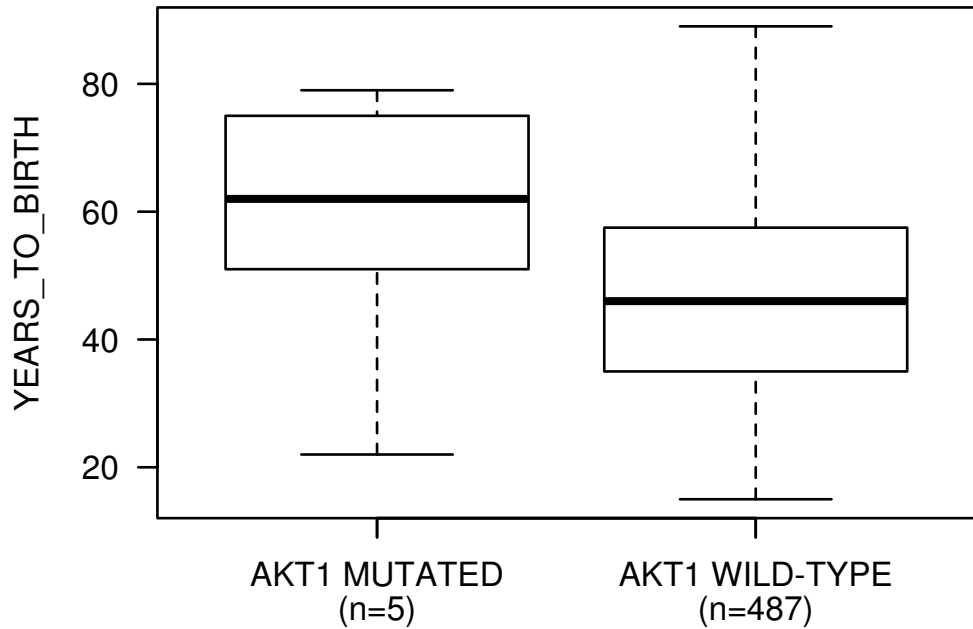 YEARS_TO_BIRTH
80
60
40
20
AKT1 MUTATED
(n=5)
AKT1 WILD-TYPE
(n=487)